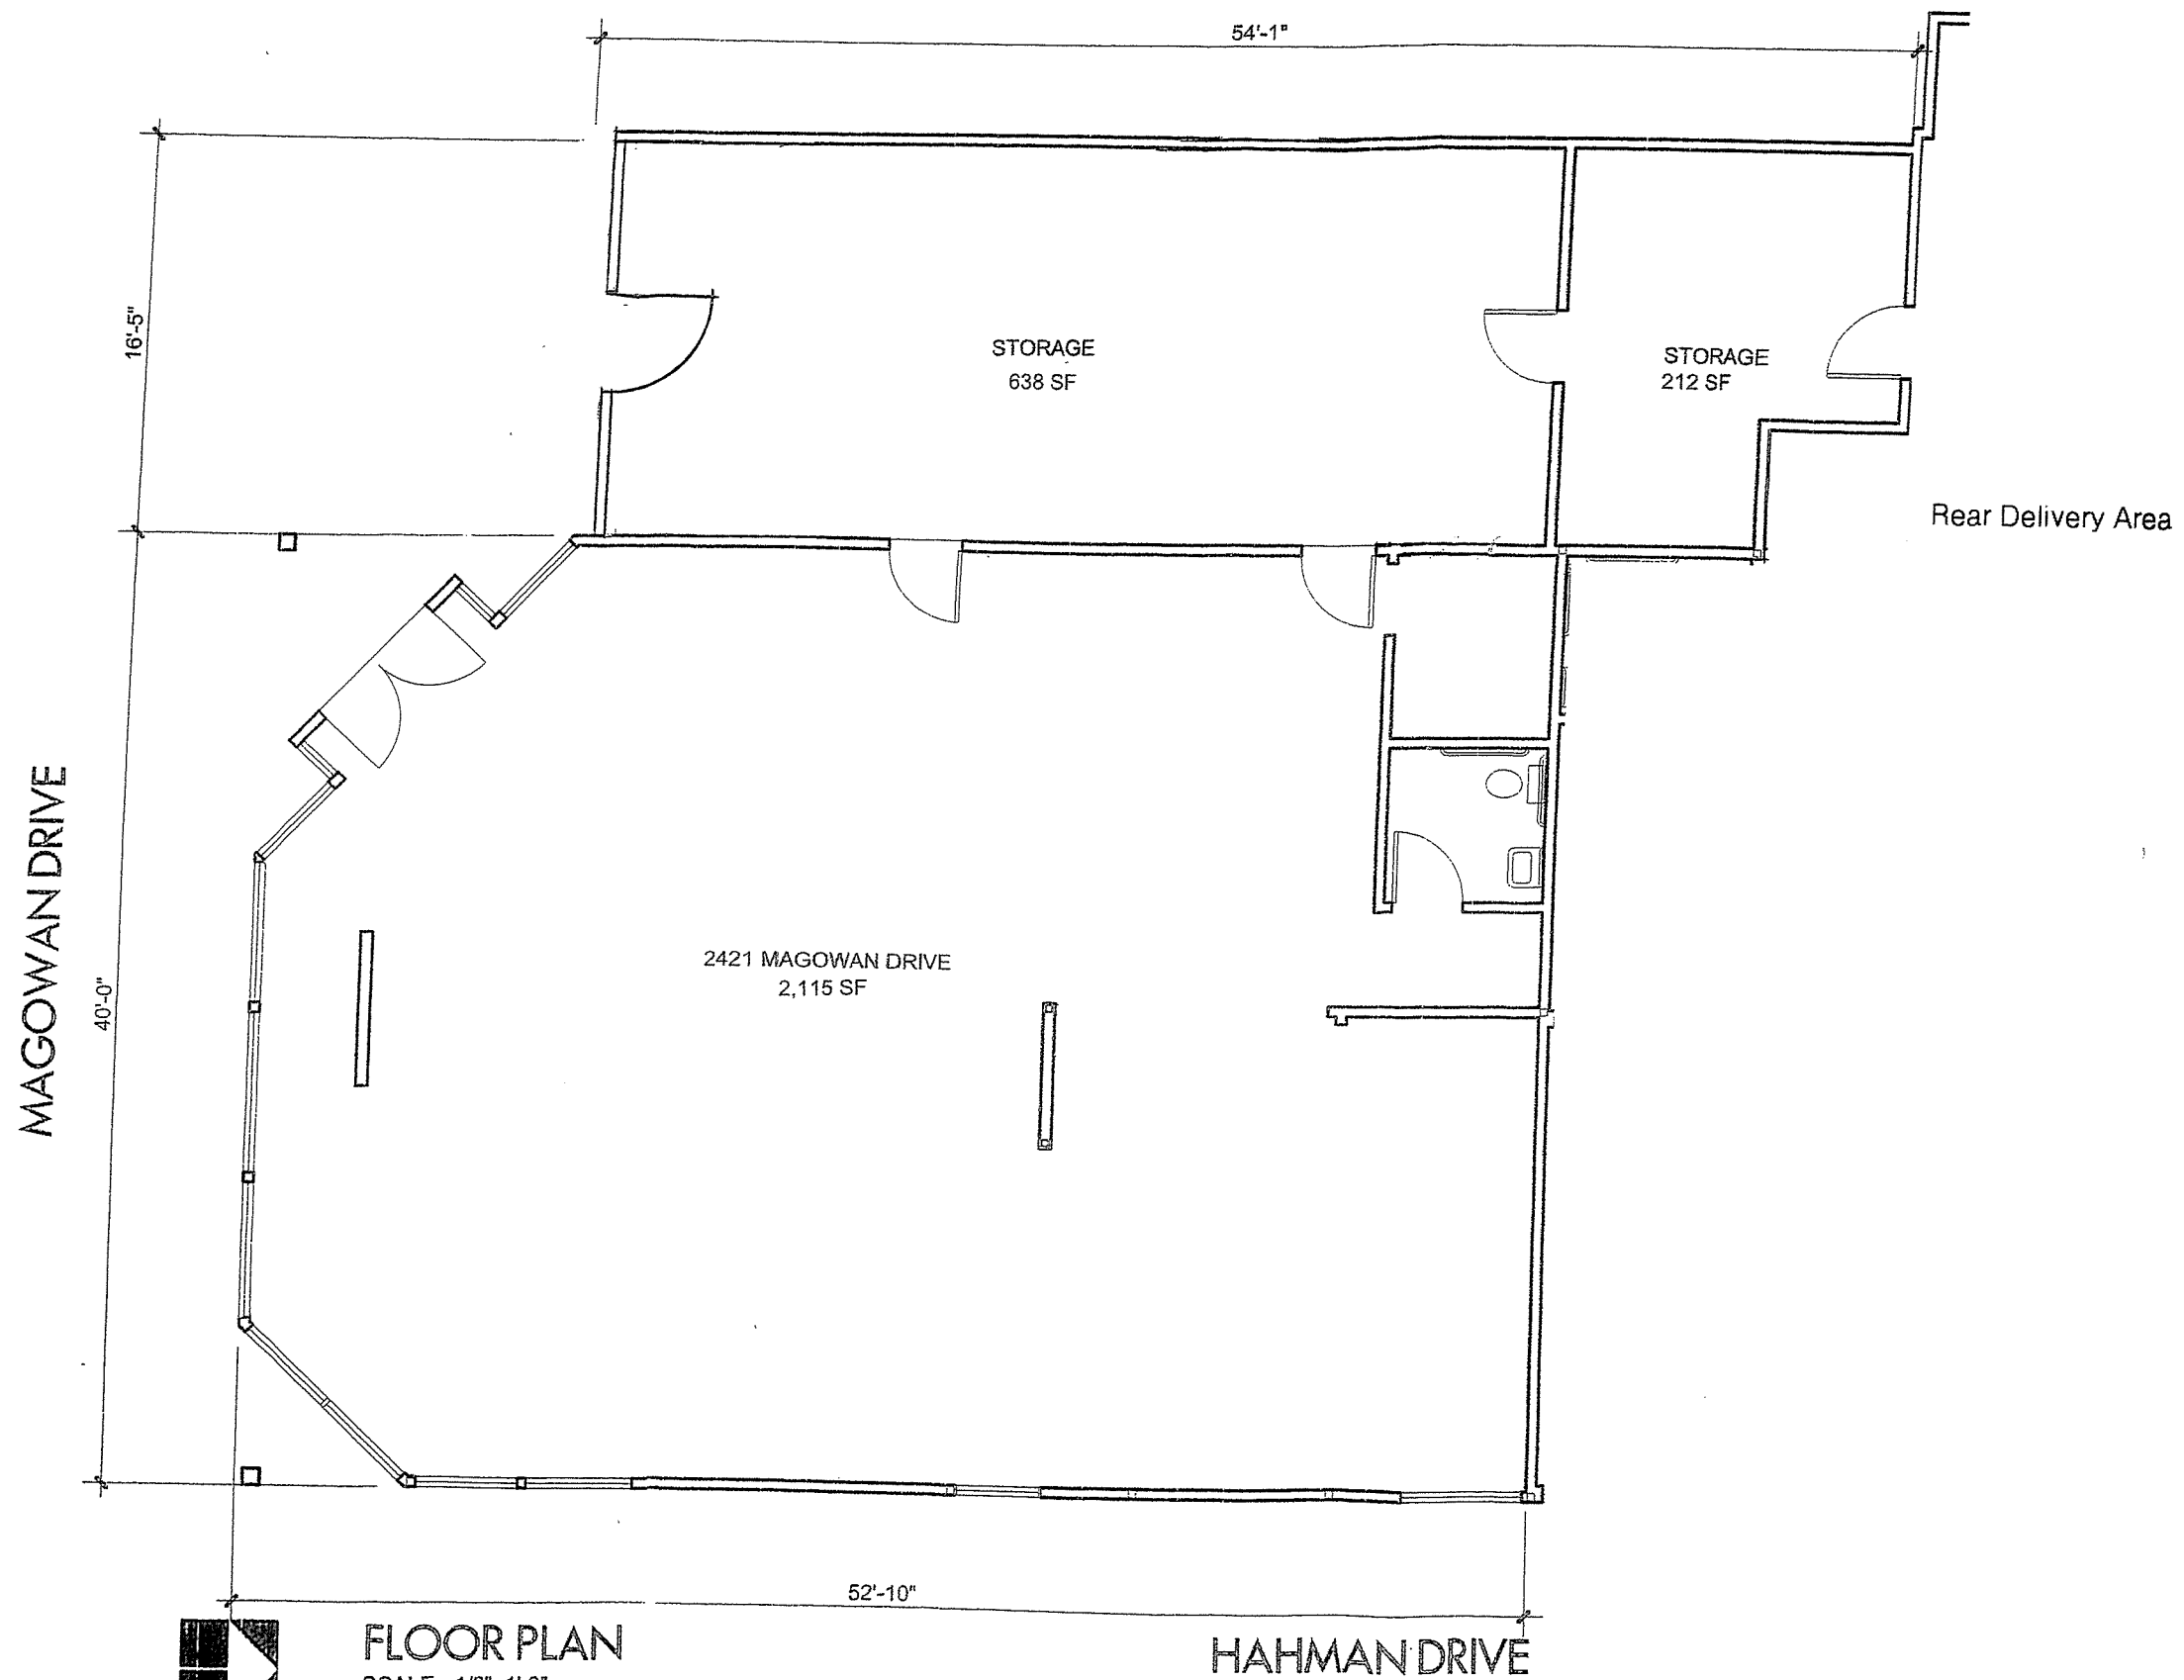 54'-1"
16'-5"
STORAGE
638 SF
STORAGE
212 SF
Rear Delivery Area
MAGOWAN DRIVE
40'-0"
2421 MAGOWAN DRIVE
2,115 SF
52'-10"
FLOOR PLAN
HAHMAN DRIVE